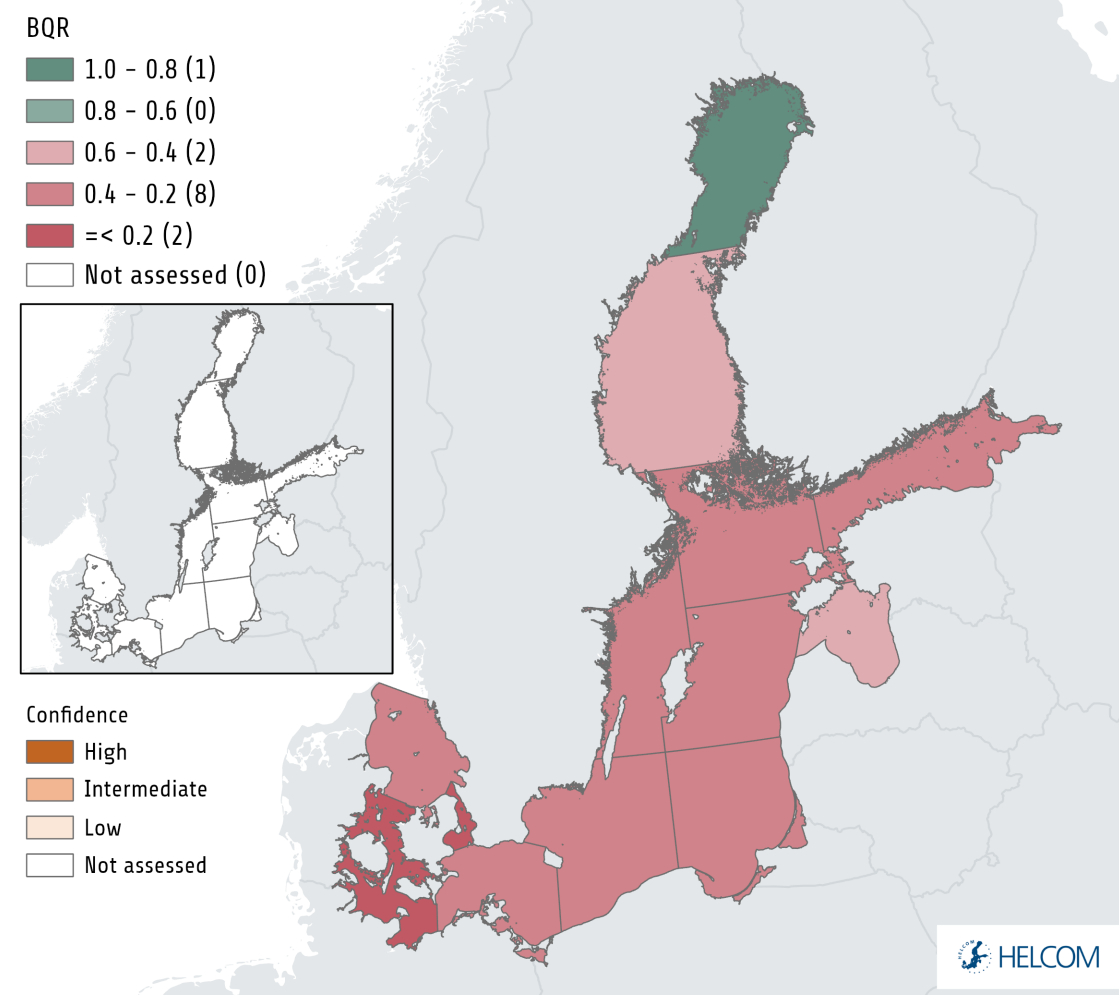 BQR
1.0 - 0.8 (1)
0.8 - 0.6 (0)
0.6 - 0.4 (2)
0.4 - 0.2 (8)
=< 0.2 (2)
Not assessed (0)
Confidence
High
Intermediate
Low
Not assessed
HELCOM